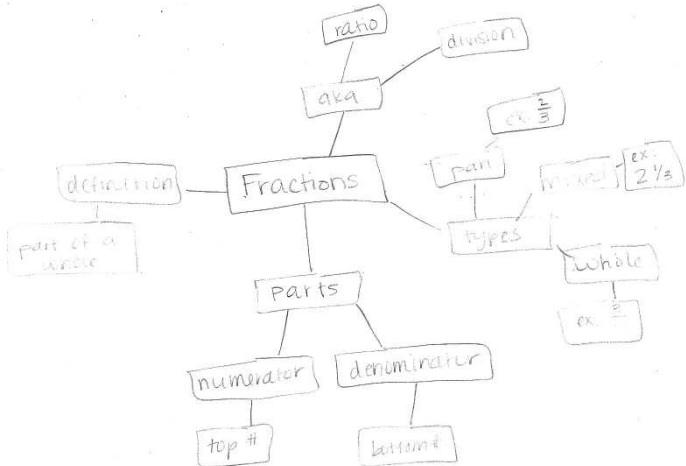 ratio
division
aka
ex. 2/3
part
mixed
ex.
2 1/3
definition
Fractions
types
part of a
whole
whole
parts
ex.
numerator
denominator
top #
bottom #